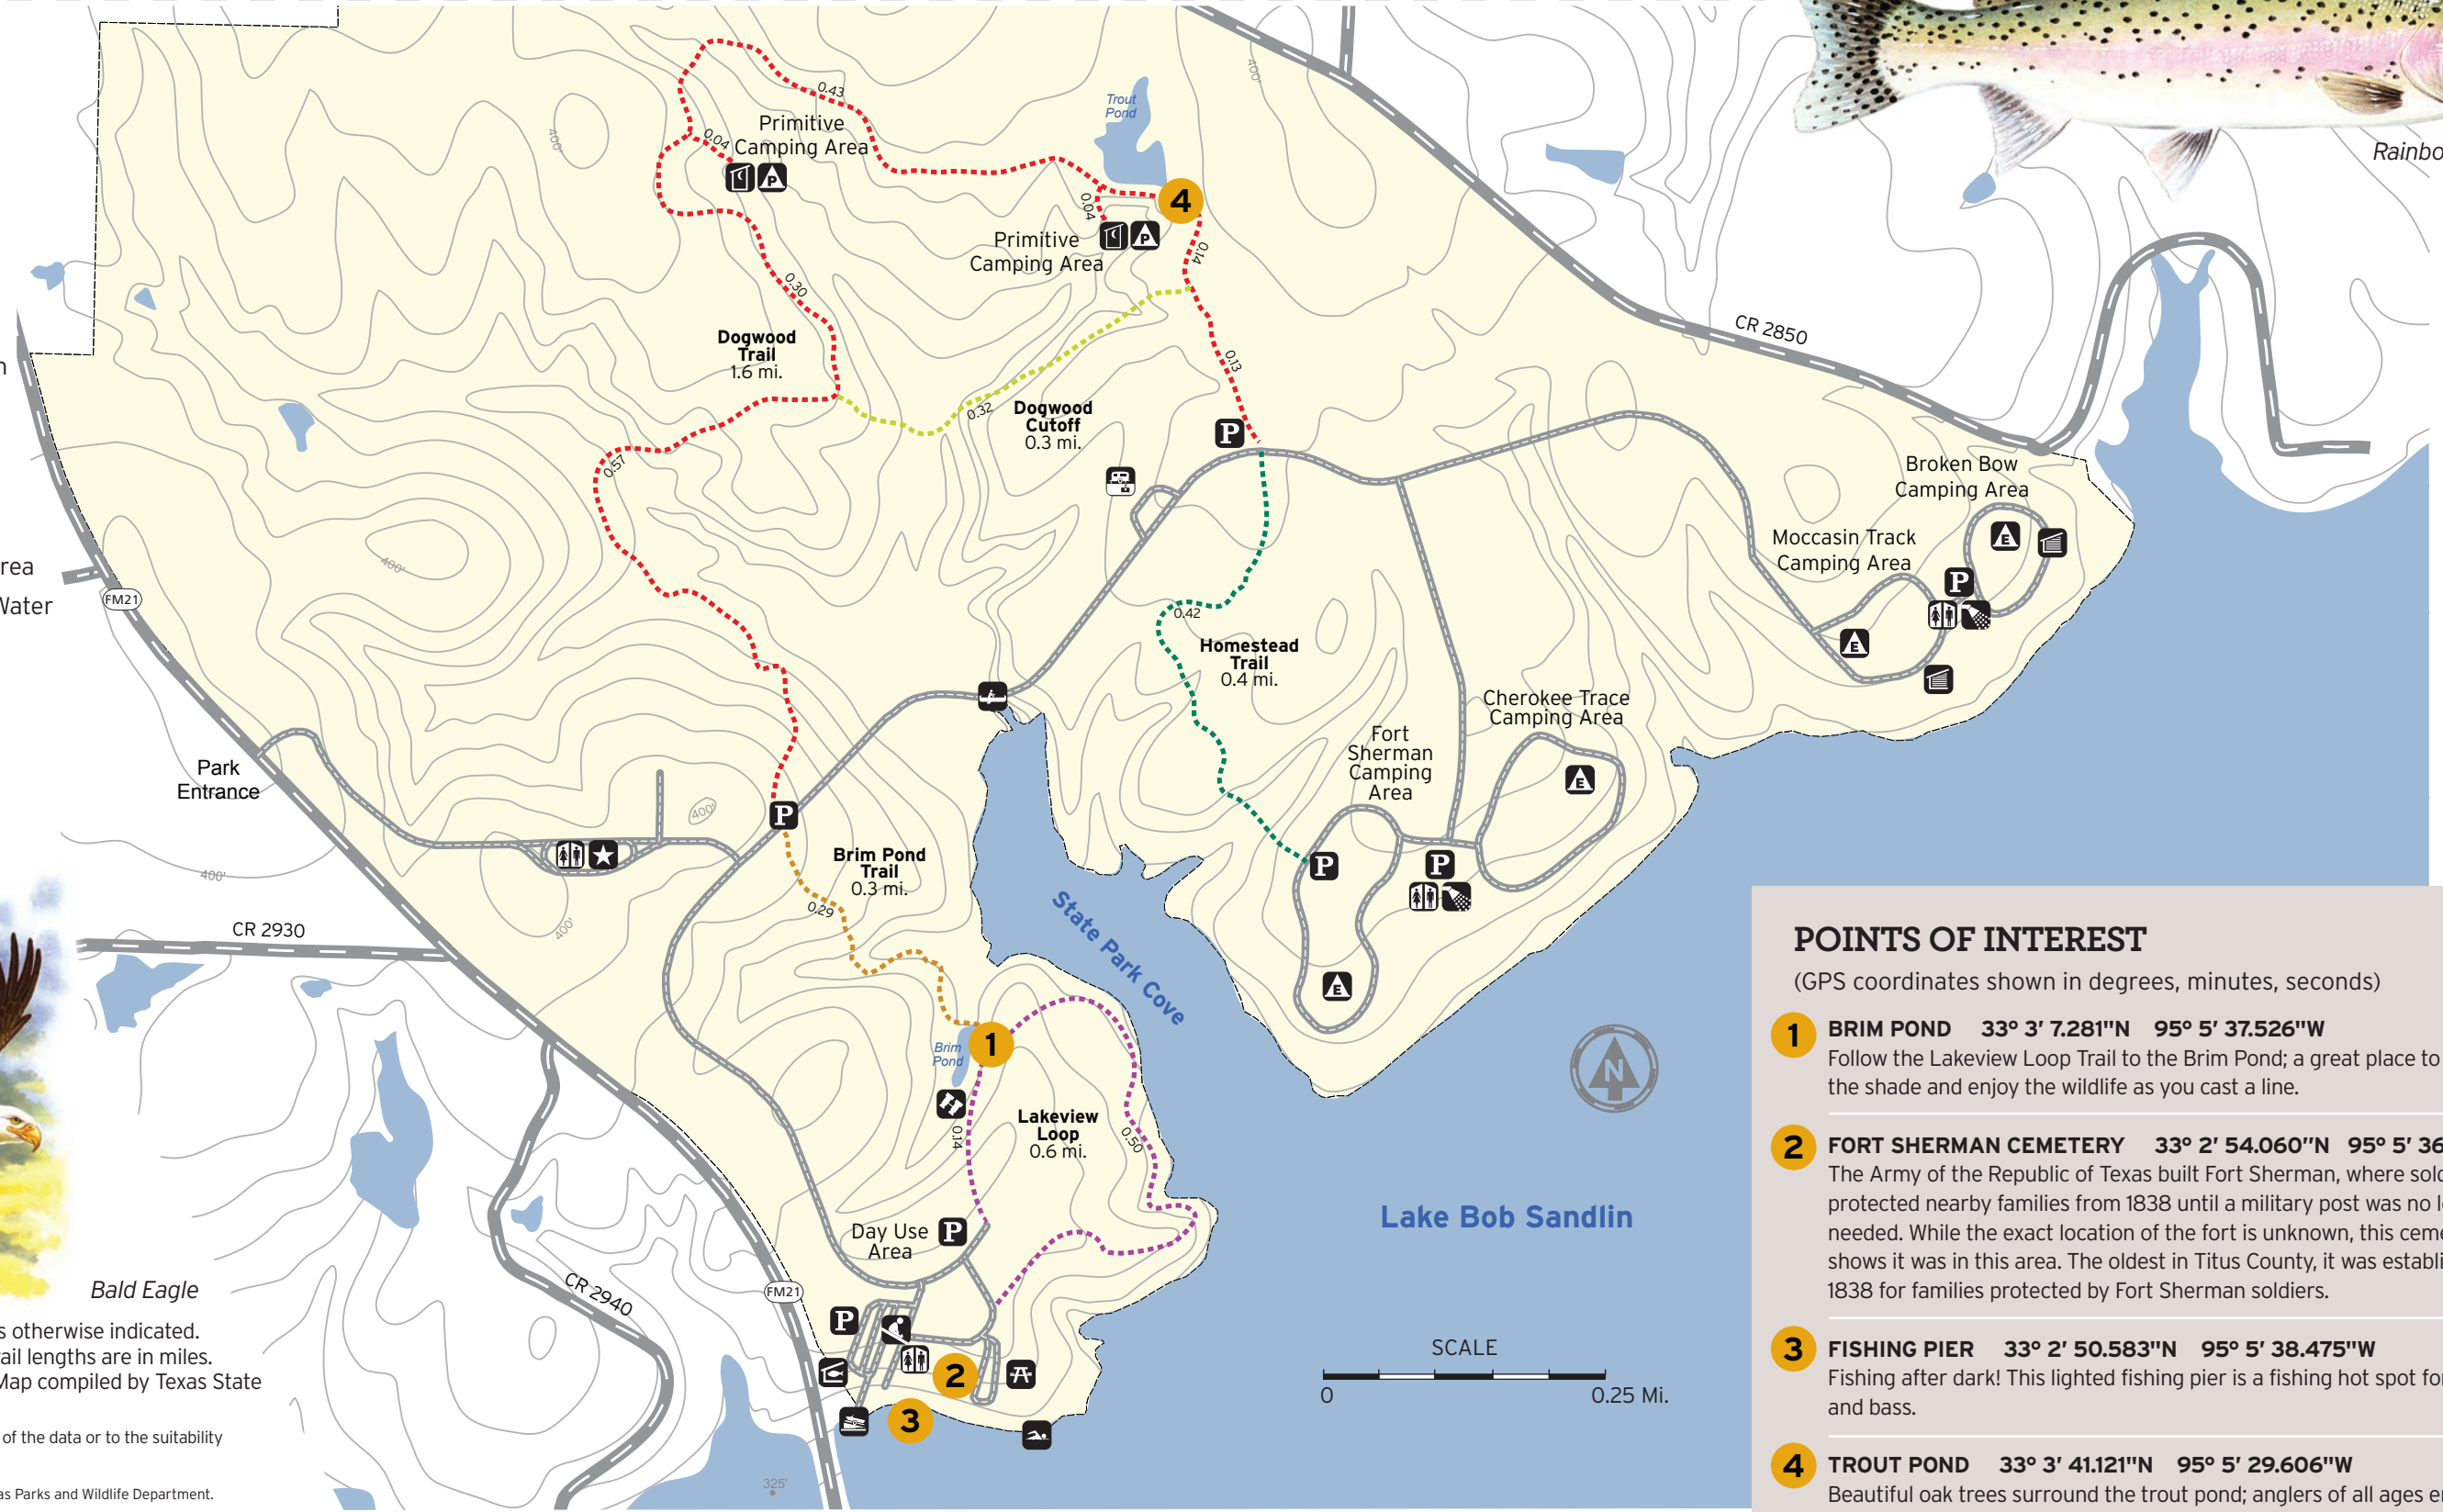 Rainbo
Trout
Pond
400'
400'
0.43
Primitive
Camping Area
0.04
0.04
Primitive
Camping Area
P
P
4
0.14
0.30
Dogwood
Trail
1.6 mi.
0.13
CR 2850
0.32
Dogwood
Cutoff
0.3 mi.
P
n
0.57
400'
Broken Bow
Camping Area
E
Moccasin Track
Camping Area
P
E
rea
Water
FM21
0.42
Homestead
Trail
0.4 mi.
Cherokee Trace
Camping Area
E
Fort
Sherman
Camping
Area
P
P
E
Park
Entrance
400'
P
400'
400'
Brim Pond
Trail
0.3 mi.
0.29
State Park Cove
CR 2930
Brim
Pond
1
N
0.14
Lakeview
Loop
0.6 mi.
0.50
Lake Bob Sandlin
Day Use
Area
P
FM21
CR 2940
P
2
3
325'
SCALE
0
0.25 Mi.
Bald Eagle
s otherwise indicated.
rail lengths are in miles.
Map compiled by Texas State
of the data or to the suitability
as Parks and Wildlife Department.
POINTS OF INTEREST
(GPS coordinates shown in degrees, minutes, seconds)
1 BRIM POND 33° 3' 7.281"N 95° 5' 37.526"W
Follow the Lakeview Loop Trail to the Brim Pond; a great place to
the shade and enjoy the wildlife as you cast a line.
2 FORT SHERMAN CEMETERY 33° 2' 54.060"N 95° 5' 36
The Army of the Republic of Texas built Fort Sherman, where sold
protected nearby families from 1838 until a military post was no l
needed. While the exact location of the fort is unknown, this ceme
shows it was in this area. The oldest in Titus County, it was establi
1838 for families protected by Fort Sherman soldiers.
3 FISHING PIER 33° 2' 50.583"N 95° 5' 38.475"W
Fishing after dark! This lighted fishing pier is a fishing hot spot for
and bass.
4 TROUT POND 33° 3' 41.121"N 95° 5' 29.606"W
Beautiful oak trees surround the trout pond; anglers of all ages e